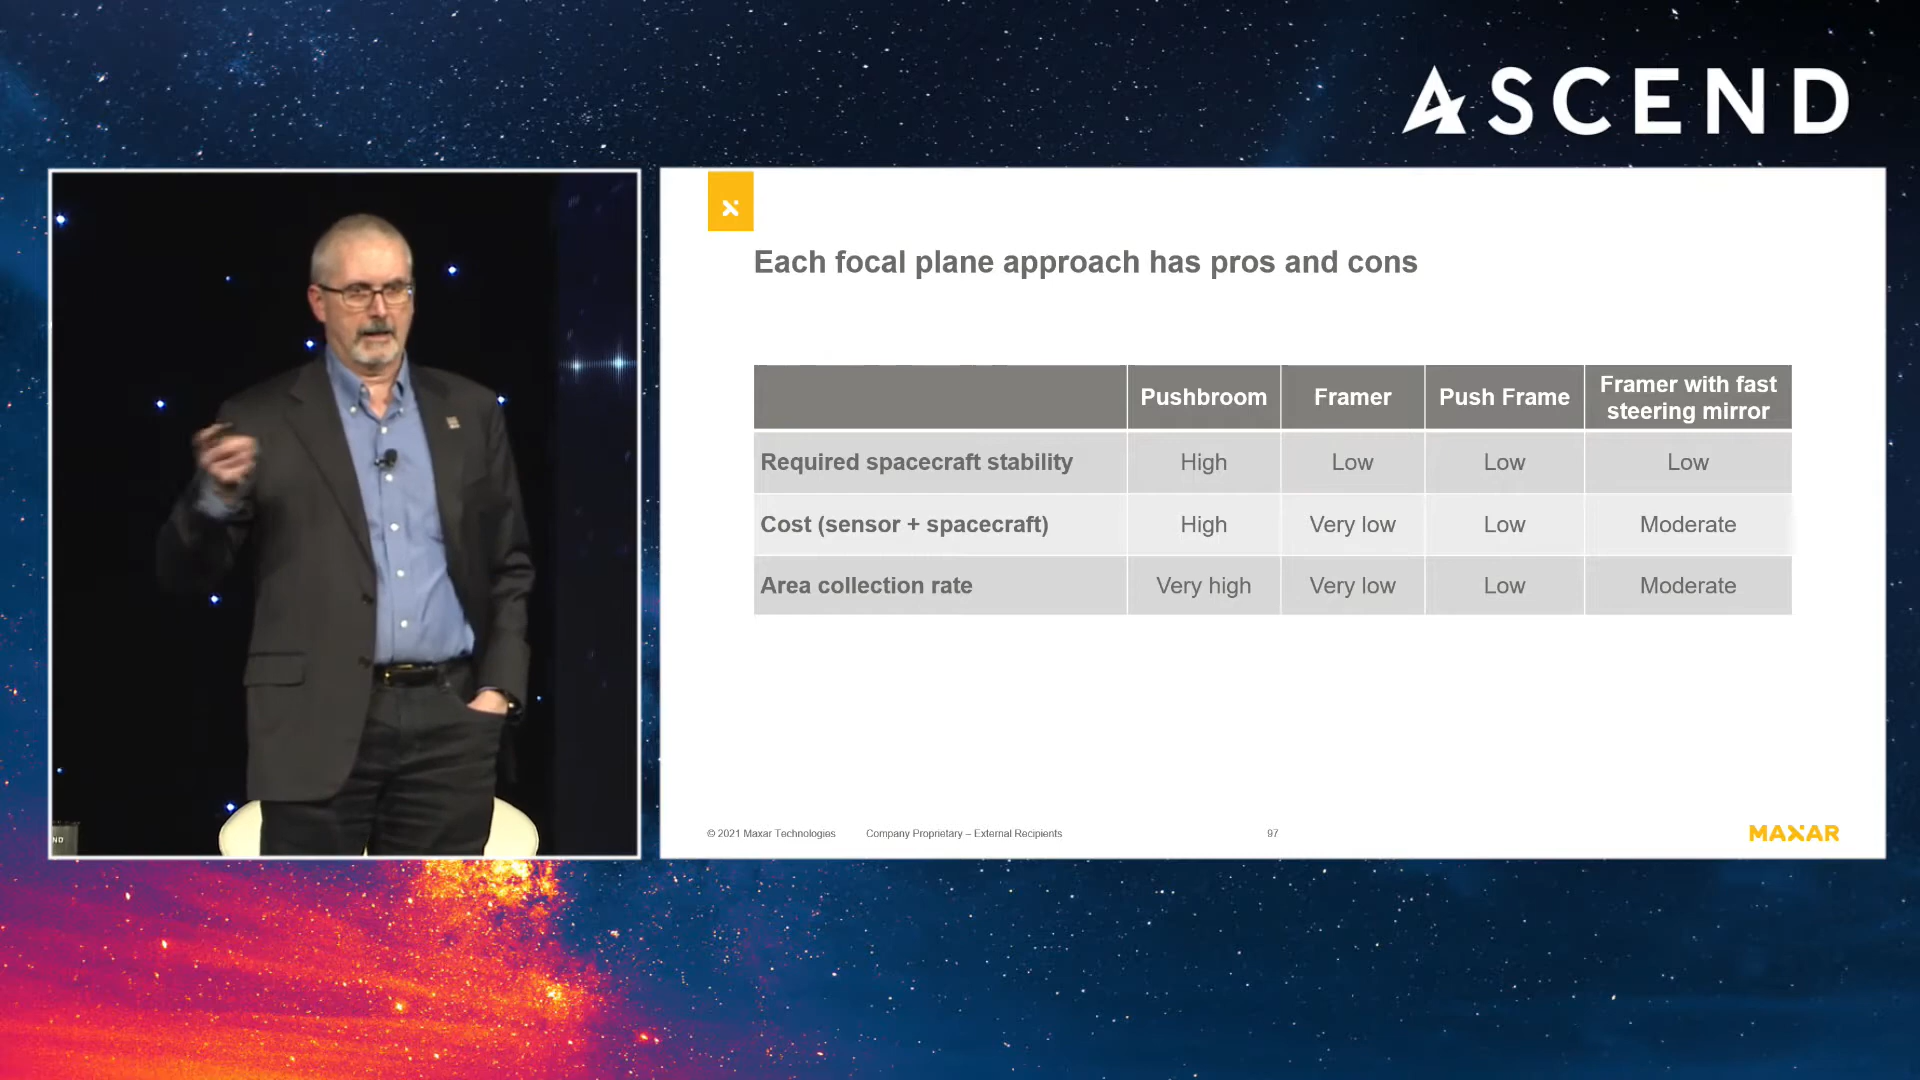 ASCEND
Each focal plane approach has pros and cons
Pushbroom Framer Push Frame Framer with fast
steering mirror
Required spacecraft stability High Low Low Low
Cost (sensor + spacecraft) High Very low Low Moderate
Area collection rate Very high Very low Low Moderate
© 2021 Maxar Technologies Company Proprietary – External Recipients 97 MAXAR
ND